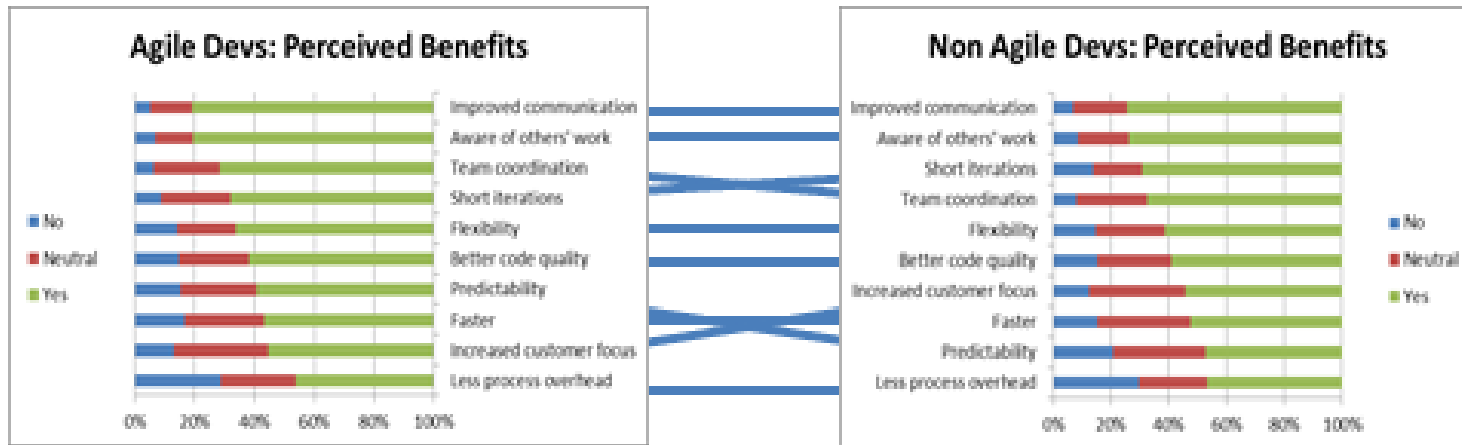 Agile Devs: Perceived Benefits
Improved communication
Aware of others' work
Team coordination
Short iterations
Flexibility
Better code quality
Predictability
Faster
Increased customer focus
Less process overhead
No
Neutral
Yes
0% 20% 40% 60% 80% 100%
Non Agile Devs: Perceived Benefits
Improved communication
Aware of others' work
Short iterations
Team coordination
Flexibility
Better code quality
Increased customer focus
Faster
Predictability
Less process overhead
No
Neutral
Yes
0% 20% 40% 60% 80% 100%